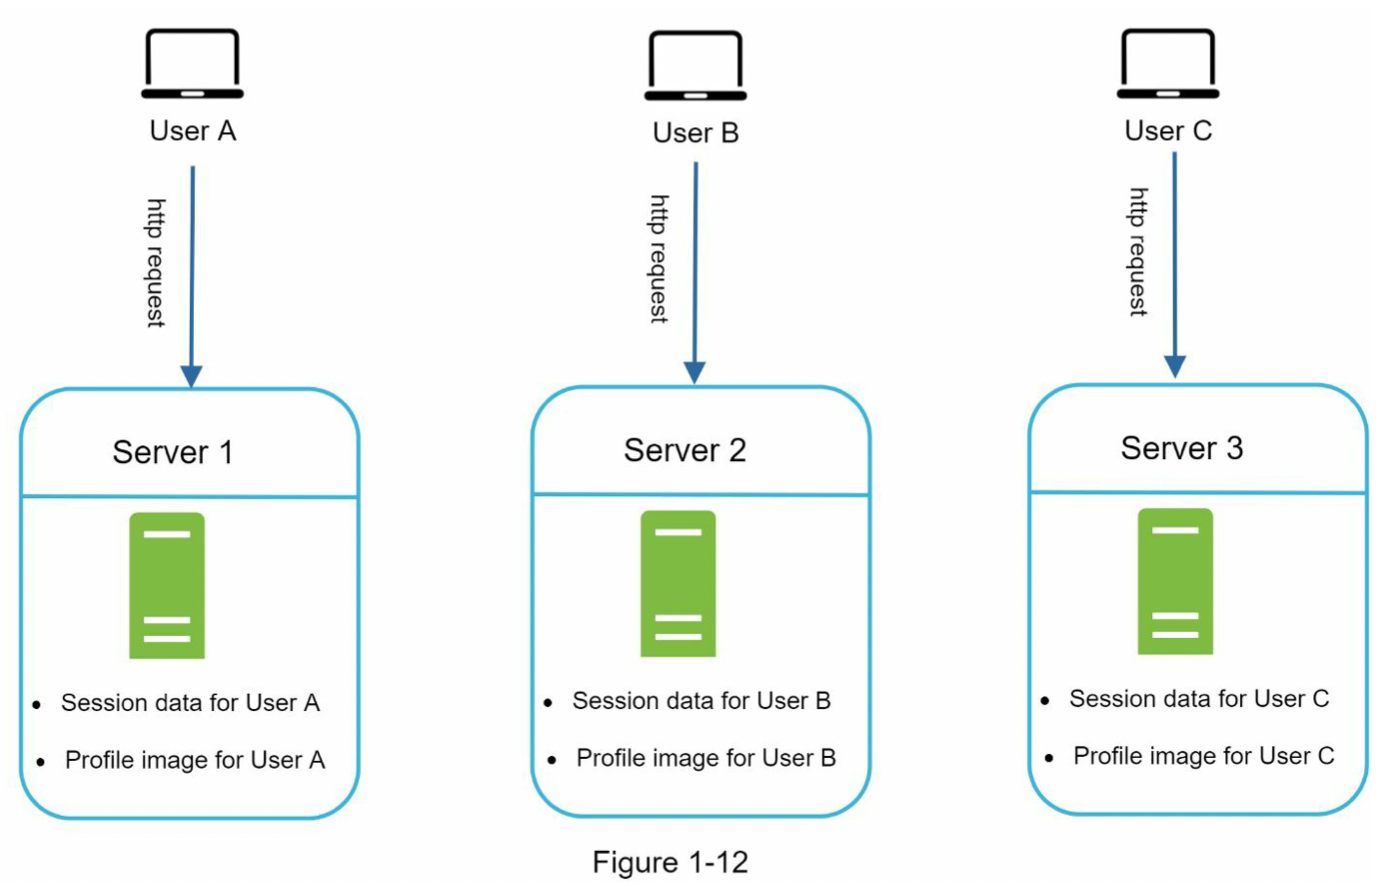 User A
User B
User C
http request
http request
http request
Server 1
Server 2
Server 3
• Session data for User A
• Profile image for User A
• Session data for User B
• Profile image for User B
• Session data for User C
• Profile image for User C
Figure 1-12